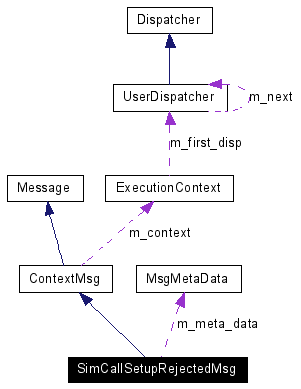 Dispatcher
UserDispatcher
m_next
m_first_disp
Message
ExecutionContext
m_context
ContextMsg
MsgMetaData
m_meta_data
SimCallSetupRejectedMsg